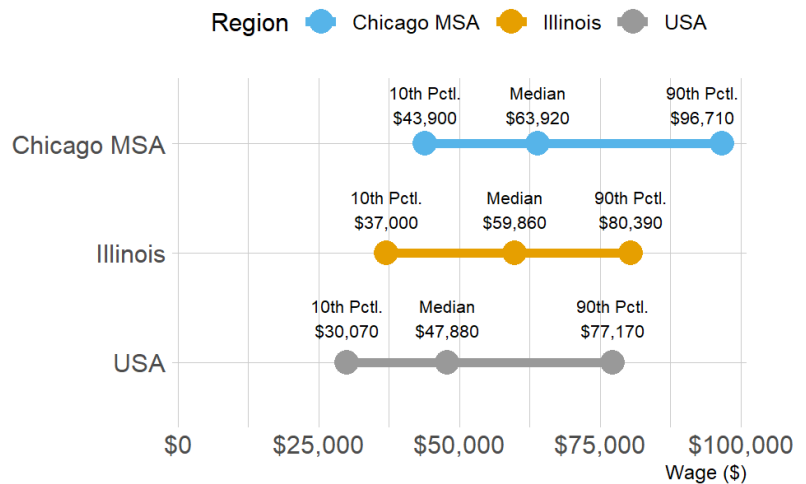 Region Chicago MSA Illinois USA
10th Pctl. Median 90th Pctl.
$43,900 $63,920 $96,710
Chicago MSA
10th Pctl. Median 90th Pctl.
$37,000 $59,860 $80,390
Illinois
10th Pctl. Median 90th Pctl.
$30,070 $47,880 $77,170
USA
$0 $25,000 $50,000 $75,000 $100,000
Wage ($)